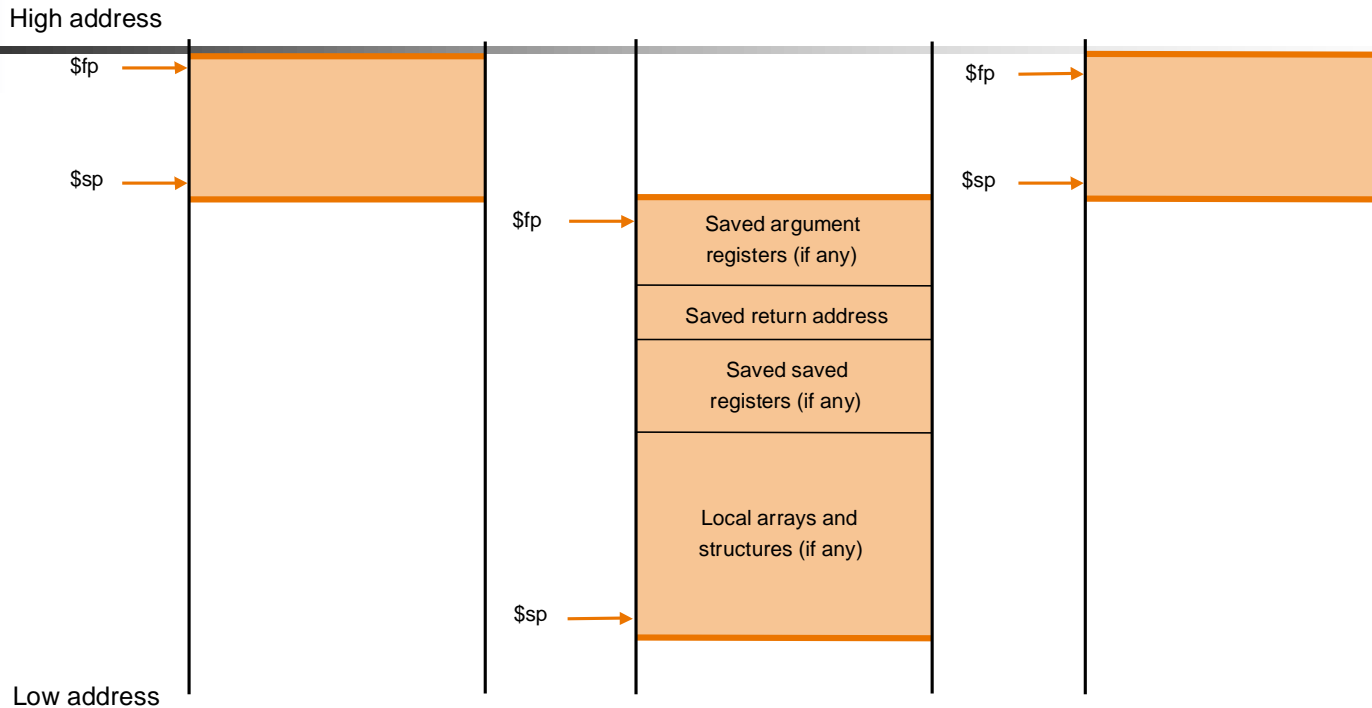 High address
$fp
$sp
$fp
Saved argument
registers (if any)
Saved return address
Saved saved
registers (if any)
Local arrays and
structures (if any)
$sp
$fp
$sp
Low address